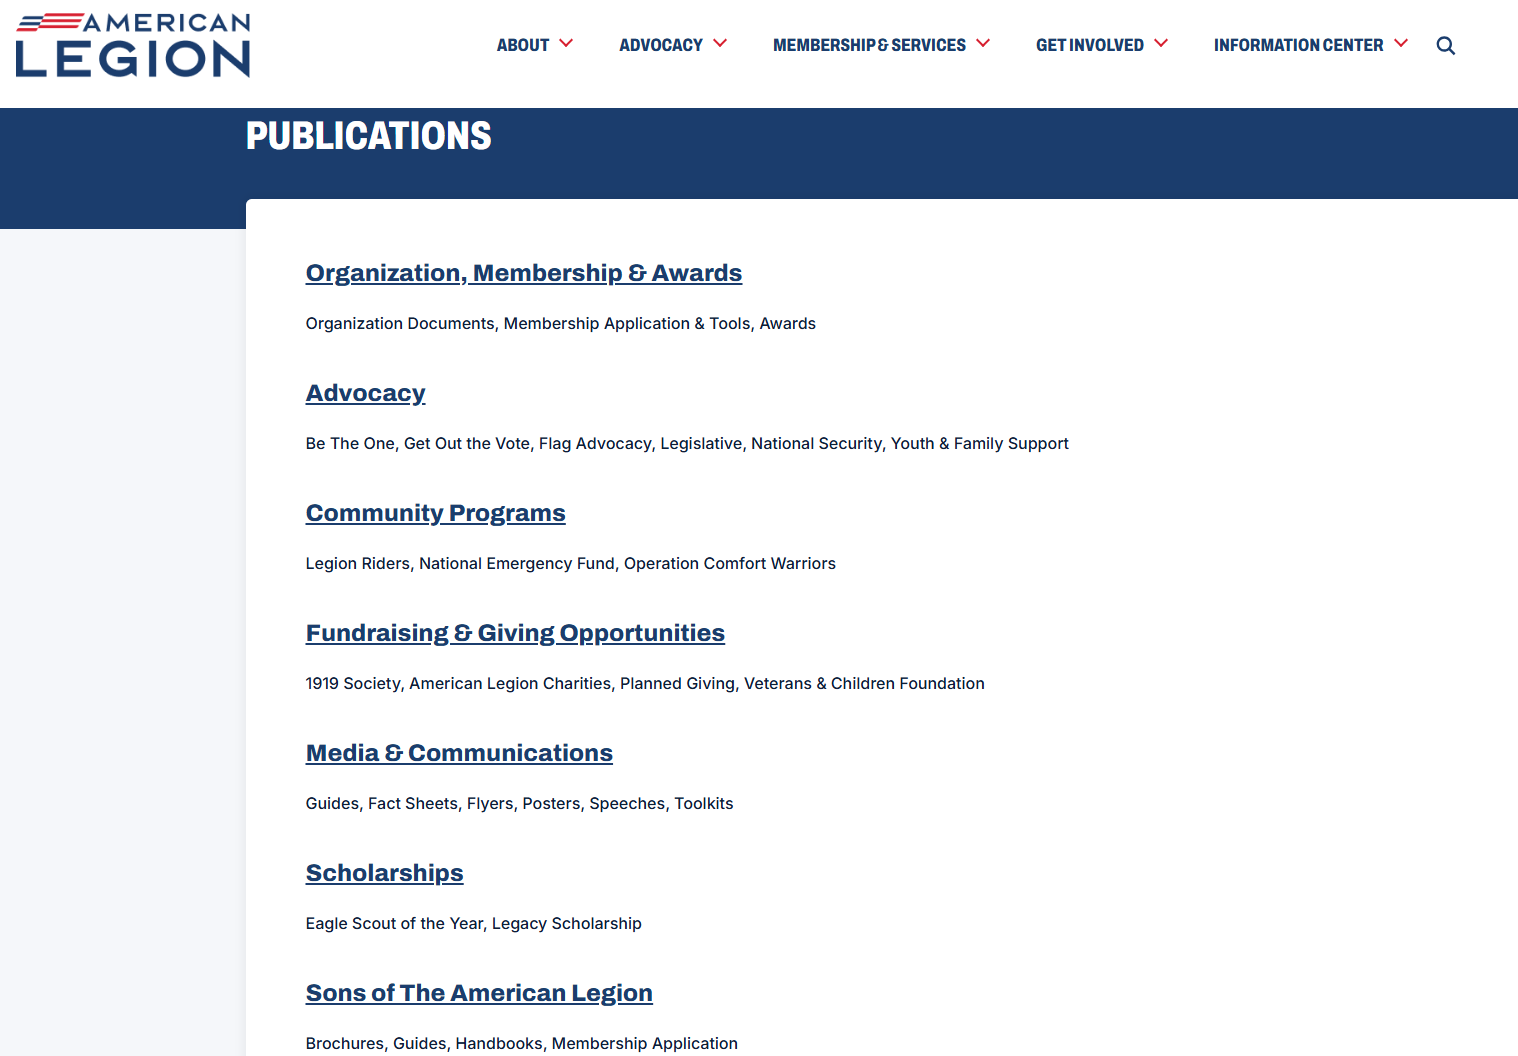 AMERICAN
LEGION
ABOUT
ADVOCACY
MEMBERSHIP & SERVICES
GET INVOLVED
INFORMATION CENTER
PUBLICATIONS
Organization, Membership & Awards
Organization Documents, Membership Application & Tools, Awards
Advocacy
Be The One, Get Out the Vote, Flag Advocacy, Legislative, National Security, Youth & Family Support
Community Programs
Legion Riders, National Emergency Fund, Operation Comfort Warriors
Fundraising & Giving Opportunities
1919 Society, American Legion Charities, Planned Giving, Veterans & Children Foundation
Media & Communications
Guides, Fact Sheets, Flyers, Posters, Speeches, Toolkits
Scholarships
Eagle Scout of the Year, Legacy Scholarship
Sons of The American Legion
Brochures, Guides, Handbooks, Membership Application